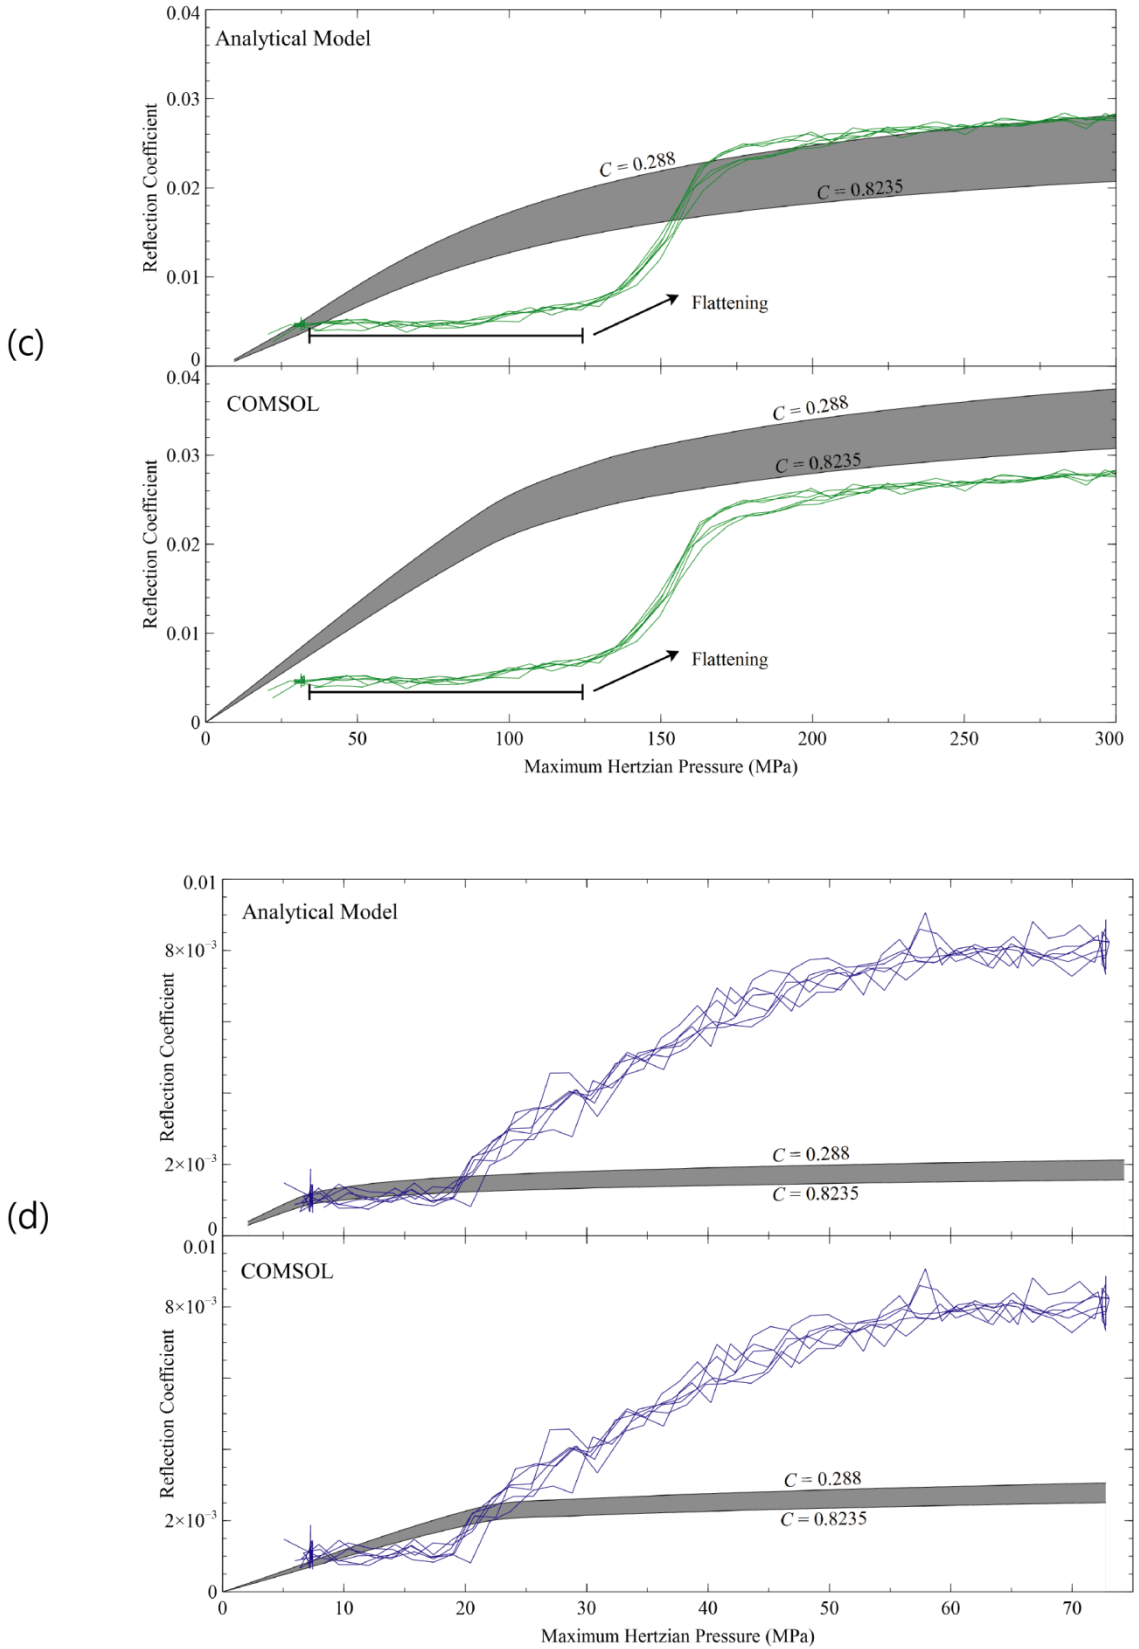 (c)
Analytical Model
Reflection Coefficient
0.04
0.03
0.02
0.01
0
C = 0.288
C = 0.8235
Flattening
COMSOL
Reflection Coefficient
0.04
0.03
0.02
0.01
0
C = 0.288
C = 0.8235
Flattening
0 50 100 150 200 250 300
Maximum Hertzian Pressure (MPa)
(d)
Analytical Model
Reflection Coefficient
0.01
8×10⁻³
2×10⁻³
0
C = 0.288
C = 0.8235
COMSOL
Reflection Coefficient
0.01
8×10⁻³
2×10⁻³
0
C = 0.288
C = 0.8235
0 10 20 30 40 50 60 70
Maximum Hertzian Pressure (MPa)